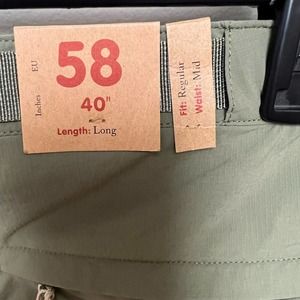 EU 58
Inches 40"
Length: Long
Fit: Regular
Waist: Mid